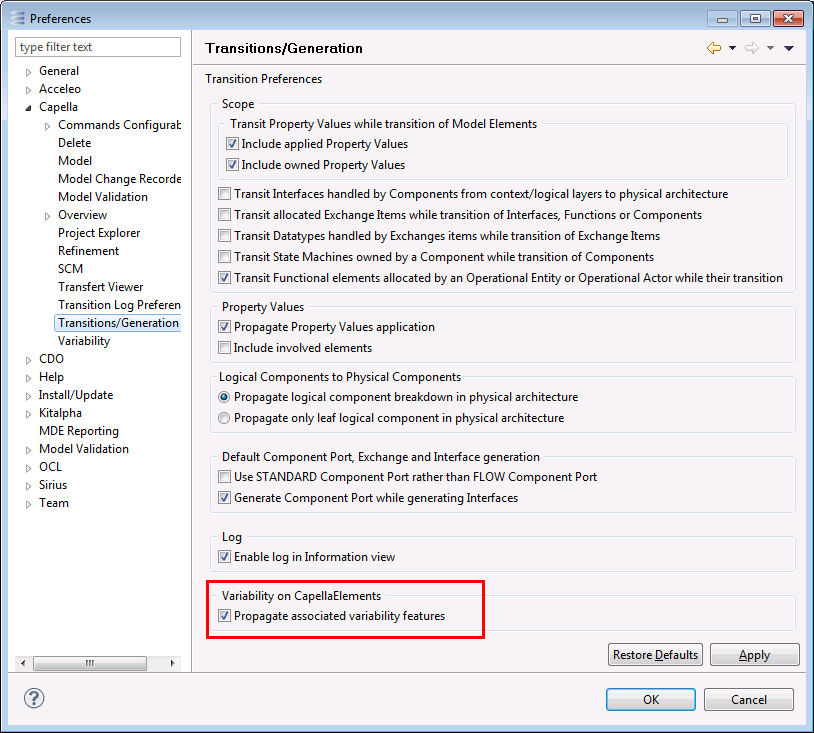 Preferences
type filter text
General
Acceleo
Capella
Commands Configurab
Delete
Model
Model Change Recorde
Model Validation
Overview
Project Explorer
Refinement
SCM
Transfert Viewer
Transition Log Preferen
Transitions/Generation
Variability
CDO
Help
Install/Update
Kitalpha
MDE Reporting
Model Validation
OCL
Sirius
Team
Transitions/Generation
Transition Preferences
Scope
Transit Property Values while transition of Model Elements
Include applied Property Values
Include owned Property Values
Transit Interfaces handled by Components from context/logical layers to physical architecture
Transit allocated Exchange Items while transition of Interfaces, Functions or Components
Transit Datatypes handled by Exchanges items while transition of Exchange Items
Transit State Machines owned by a Component while transition of Components
Transit Functional elements allocated by an Operational Entity or Operational Actor while their transition
Property Values
Propagate Property Values application
Include involved elements
Logical Components to Physical Components
Propagate logical component breakdown in physical architecture
Propagate only leaf logical component in physical architecture
Default Component Port, Exchange and Interface generation
Use STANDARD Component Port rather than FLOW Component Port
Generate Component Port while generating Interfaces
Log
Enable log in Information view
Variability on CapellaElements
Propagate associated variability features
Restore Defaults
Apply
?
OK
Cancel